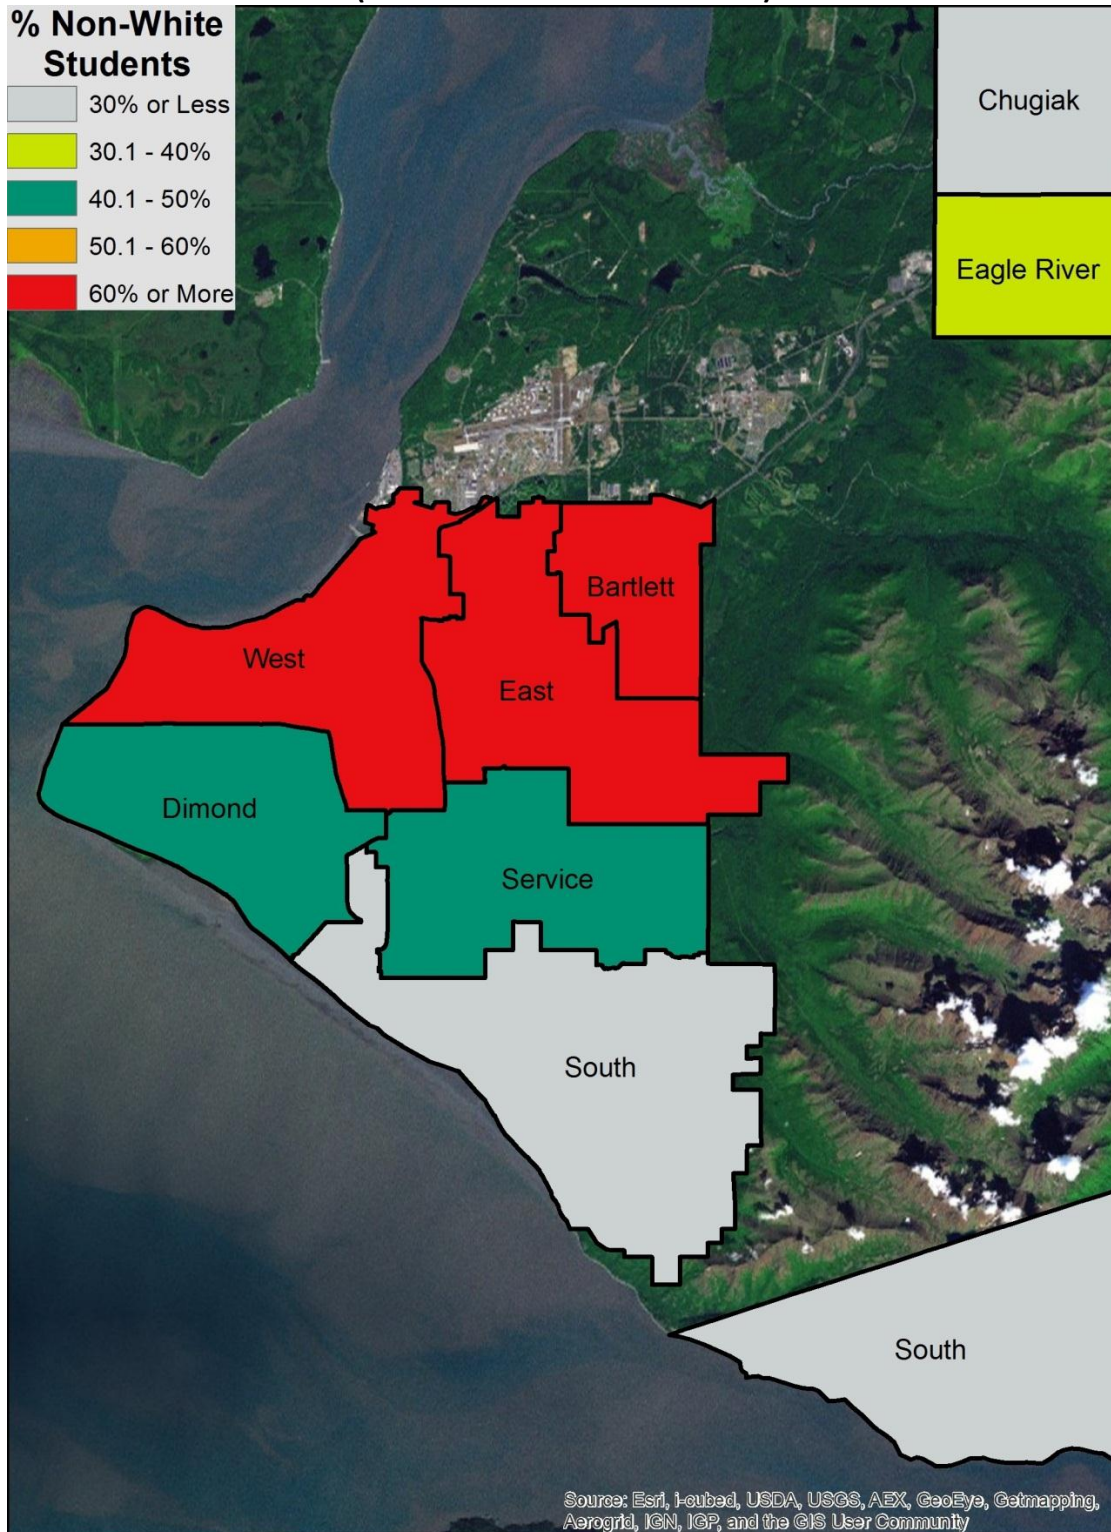 % Non-White
Students
30% or Less
30.1 - 40%
40.1 - 50%
50.1 - 60%
60% or More
Chugiak
Eagle River
Bartlett
West
East
Dimond
Service
South
South
Source: Esri, i-cubed, USDA, USGS, AEX, GeoEye, Getmapping,
Aerogrid, IGN, IGP, and the GIS User Community